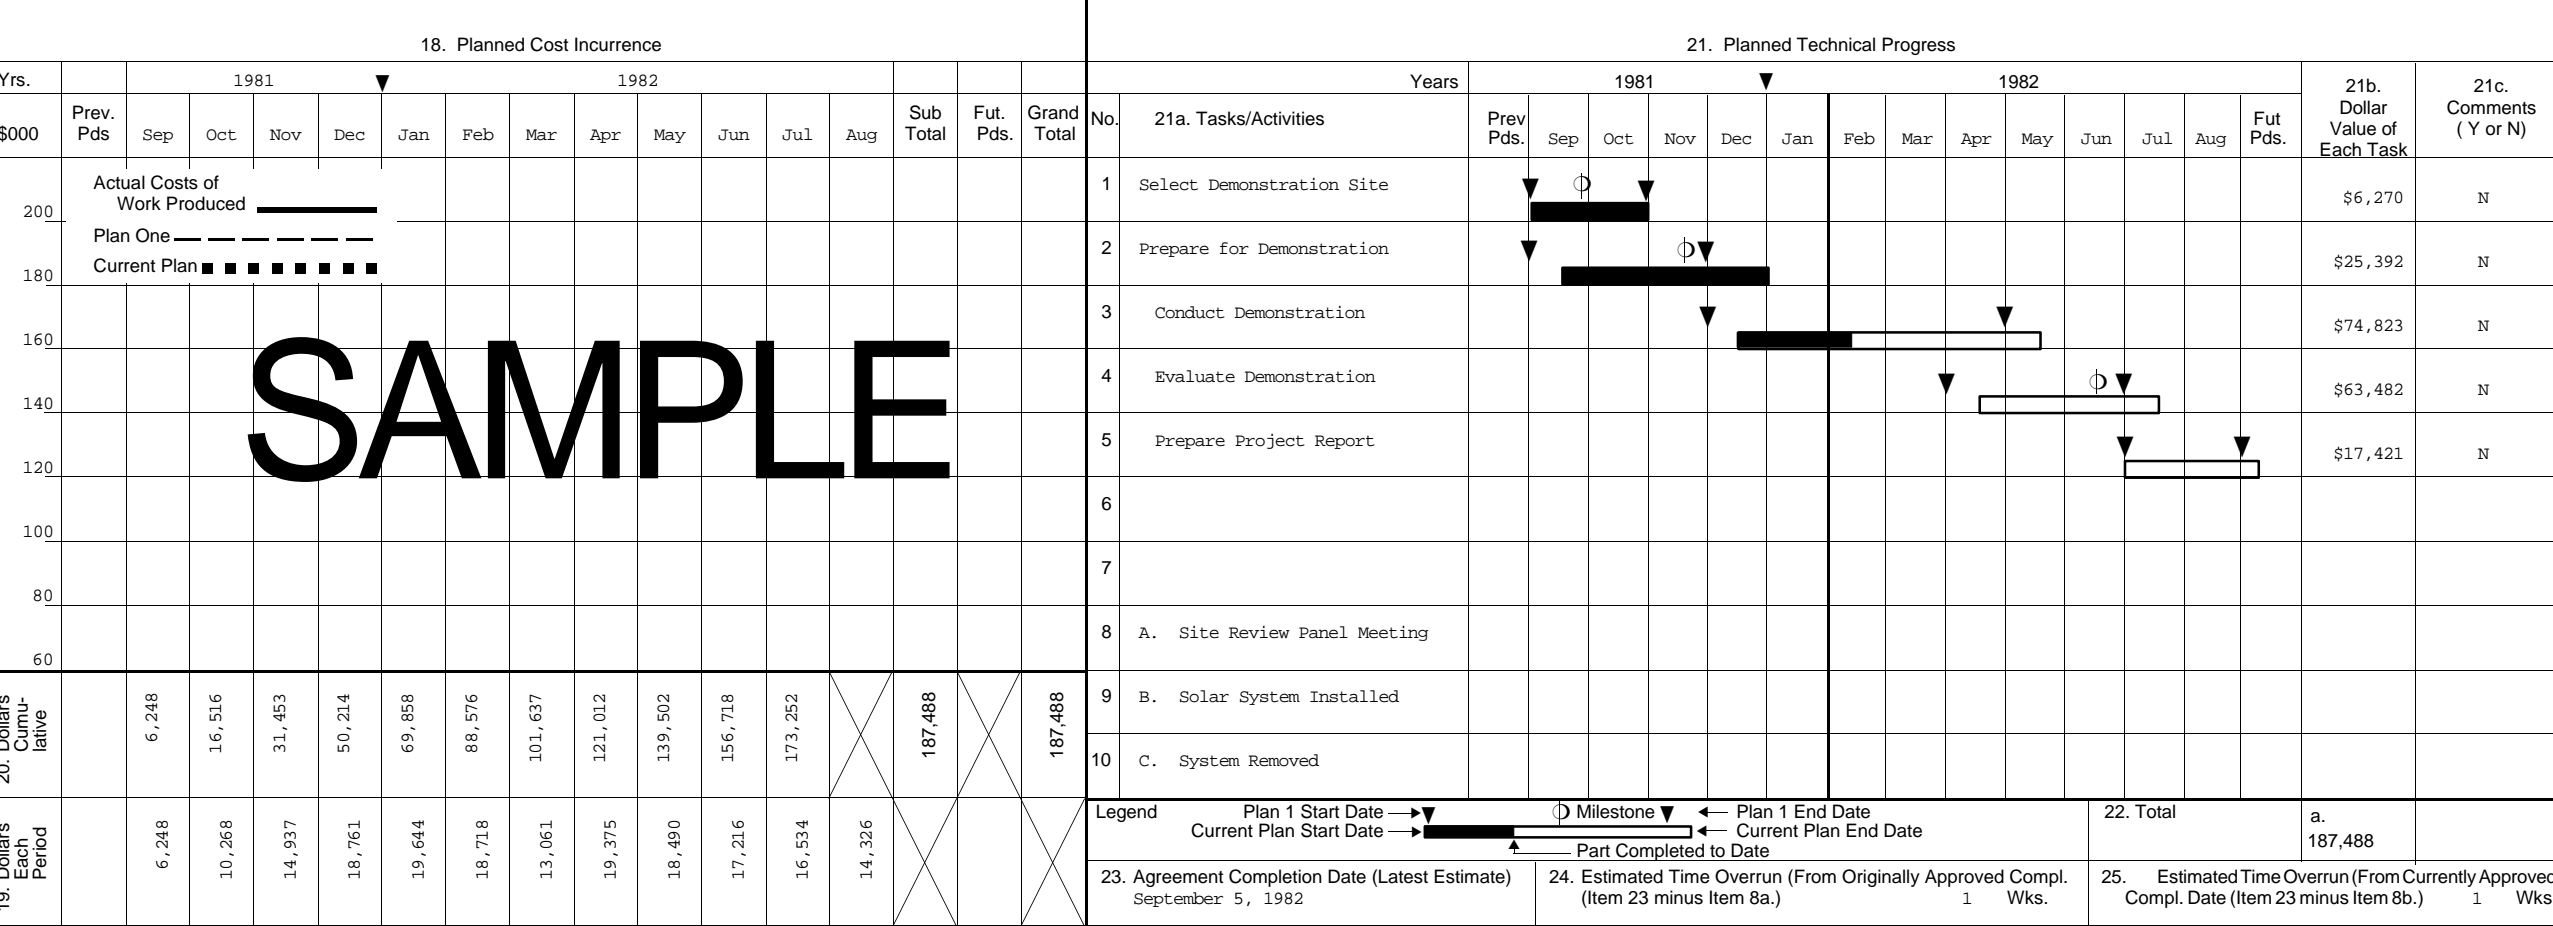 18. Planned Cost Incurrence
Yrs. 1981 1982
$000 Prev. Pds Sep Oct Nov Dec Jan Feb Mar Apr May Jun Jul Aug Sub Total Fut. Pds. Grand Total
Actual Costs of
Work Produced
200
Plan One
Current Plan
180
160
SAMPLE
140
120
100
80
60
20. Dollars Cumu- lative 6,248 16,516 31,453 50,214 69,858 88,576 101,637 121,012 139,502 156,718 173,252 187,488 187,488
19. Dollars Each Period 6,248 10,268 14,937 18,761 19,644 18,718 13,061 19,375 18,490 17,216 16,534 14,326
21. Planned Technical Progress
Years 1981 1982
No. 21a. Tasks/Activities Prev Pds. Sep Oct Nov Dec Jan Feb Mar Apr May Jun Jul Aug Fut Pds. 21b. Dollar Value of Each Task 21c. Comments ( Y or N)
1 Select Demonstration Site $6,270 N
2 Prepare for Demonstration $25,392 N
3 Conduct Demonstration $74,823 N
4 Evaluate Demonstration $63,482 N
5 Prepare Project Report $17,421 N
6
7
8 A. Site Review Panel Meeting
9 B. Solar System Installed
10 C. System Removed
Legend Plan 1 Start Date Milestone Plan 1 End Date
Current Plan Start Date Current Plan End Date
Part Completed to Date
22. Total a.
187,488
23. Agreement Completion Date (Latest Estimate)
September 5, 1982
24. Estimated Time Overrun (From Originally Approved Compl.
(Item 23 minus Item 8a.) 1 Wks.
25. Estimated Time Overrun (From Currently Approved
Compl. Date (Item 23 minus Item 8b.) 1 Wks